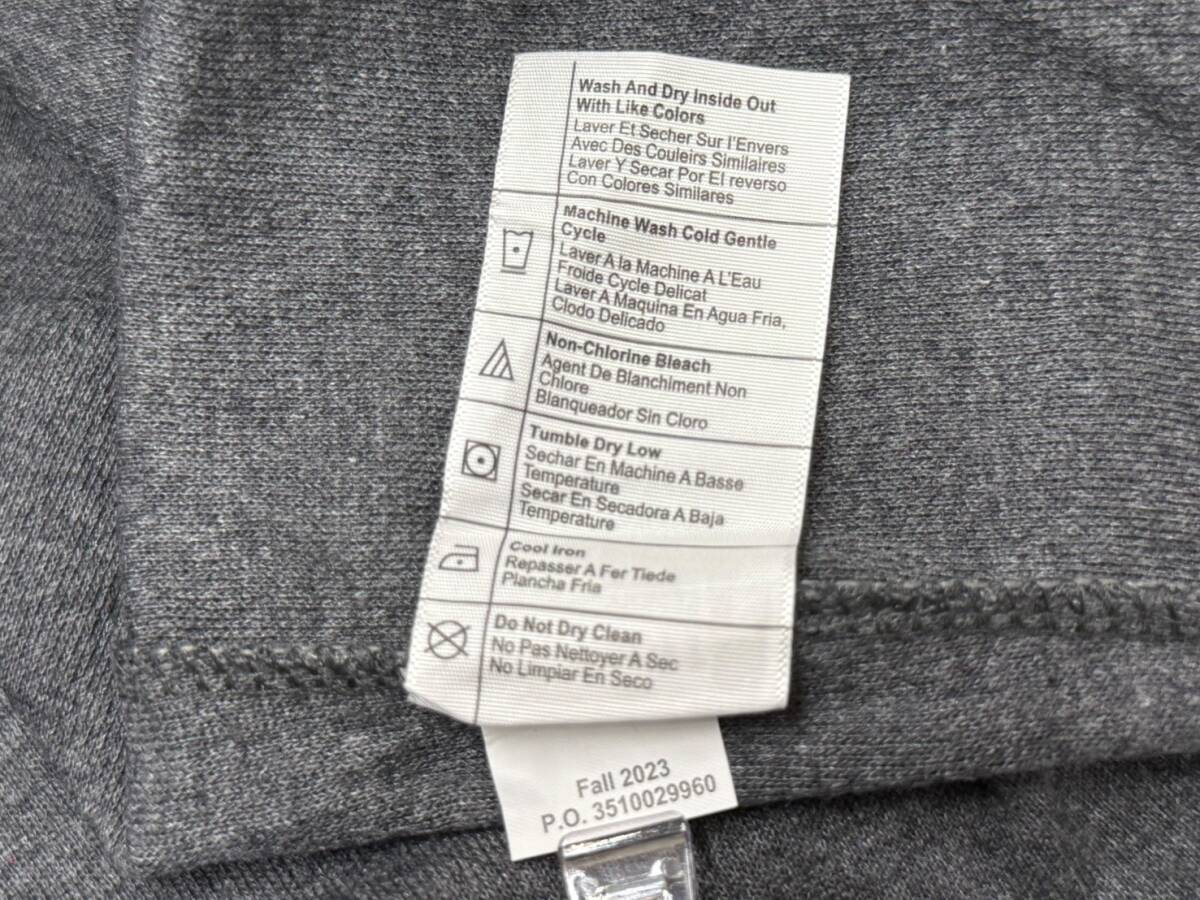 Wash And Dry Inside Out
With Like Colors
Laver Et Secher Sur l'Envers
Avec Des Couleirs Similaires
Laver Y Secar Por El reverso
Con Colores Similares
Machine Wash Cold Gentle
Cycle
Laver A la Machine A L'Eau
Froide Cycle Delicat
Laver A Maquina En Agua Fria,
Clodo Delicado
Non-Chlorine Bleach
Agent De Blanchiment Non
Chlore
Blanqueador Sin Cloro
Tumble Dry Low
Sechar En Machine A Basse
Temperature
Secar En Secadora A Baja
Temperature
Cool Iron
Repasser A Fer Tiede
Plancha Fria
Do Not Dry Clean
No Pas Nettoyer A Sec
No Limpiar En Seco
Fall 2023
P.O. 3510029960